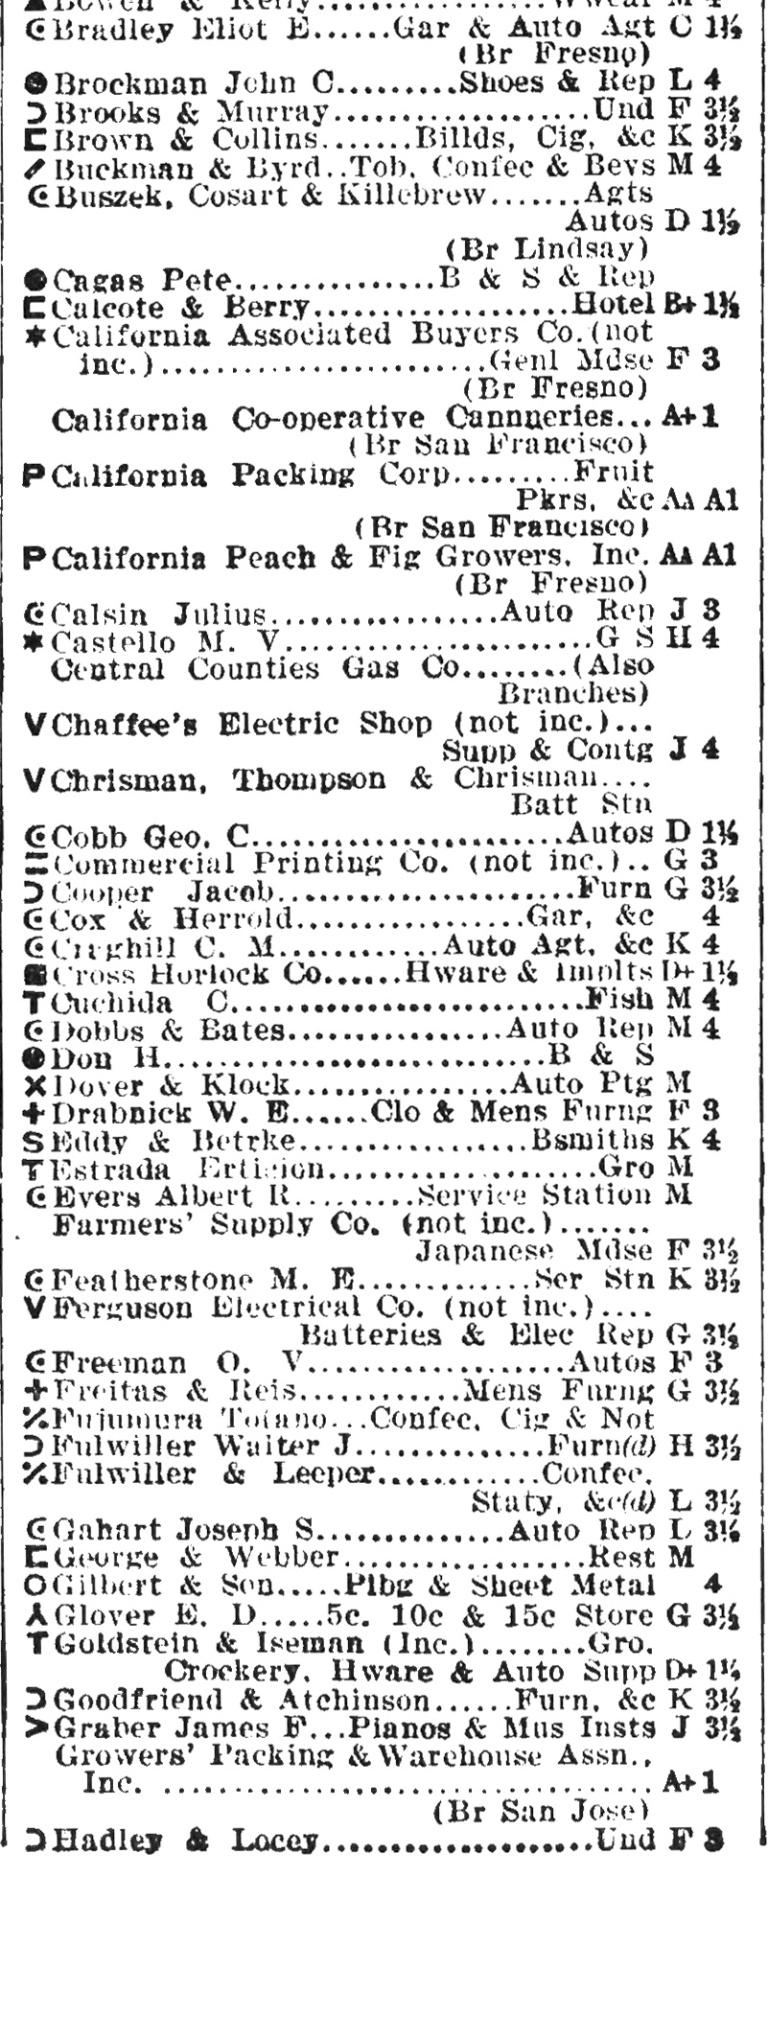 Bowen & Kelly M 4
Bradley Eliot E......Gar & Auto Agt C 1½
(Br Fresno)
Brockman John C.........Shoes & Rep L 4
Brooks & Murray...................Und F 3½
Brown & Collins.......Billds, Cig, &c K 3½
Buckman & Byrd..Tob, Confec & Bevs M 4
Buszek, Cosart & Killebrew.......Agts
Autos D 1½
(Br Lindsay)
Cagas Pete................B & S & Rep
Calcote & Berry...................Hotel B+ 1½
California Associated Buyers Co.(not
inc.)........................Genl Mdse F 3
(Br Fresno)
California Co-operative Cannneries... A+ 1
(Br San Francisco)
P California Packing Corp.........Fruit
Pkrs, &c AA A1
(Br San Francisco)
P California Peach & Fig Growers, Inc. AA A1
(Br Fresno)
Calsin Julius..................Auto Rep J 3
Castello M. V.......................G S H 4
Central Counties Gas Co.........(Also
Branches)
V Chaffee's Electric Shop (not inc.)...
Supp & Contg J 4
V Chrisman, Thompson & Chrisman....
Batt Stn
Cobb Geo. C.......................Autos D 1½
Commercial Printing Co. (not inc.).. G 3
Cooper Jacob.......................Furn G 3½
Cox & Herrold.................Gar, &c 4
C. M............Auto Agt, &c K 4
Cross Horlock Co......Hware & Implts D+ 1½
T Cuchida C...........................Fish M 4
Dobbs & Bates.................Auto Rep M 4
Don H..............................B & S
X Dover & Klock.................Auto Ptg M
Drabnick W. E......Clo & Mens Furng F 3
S Eddy & Betrke..................Bsmiths K 4
T Estrada.....................Gro M
Evers Albert R.........Service Station M
Farmers' Supply Co. (not inc.).......
Japanese Mdse F 3½
Featherstone M. E.............Ser Stn K 3½
V Ferguson Electrical Co. (not inc.)....
Batteries & Elec Rep G 3½
Freeman O. V....................Autos F 3
Freitas & Reis............Mens Furng G 3½
Fujumura Totano...Confec, Cig & Not
Fulwiller Walter J...............Furn(d) H 3½
Fulwiller & Leeper.............Confec,
Staty, &c(d) L 3½
Gahart Joseph S...............Auto Rep L 3½
George & Webber...................Rest M
Gilbert & Son.....Plbg & Sheet Metal 4
Glover E. D.....5c, 10c & 15c Store G 3½
T Goldstein & Iseman (Inc.)........Gro,
Crockery, Hware & Auto Supp D+ 1½
Goodfriend & Atchinson......Furn, &c K 3½
Graber James F...Pianos & Mus Insts J 3½
Growers' Packing & Warehouse Assn.,
Inc. .................................... A+ 1
(Br San Jose)
Hadley & Locey.....................Und F 3